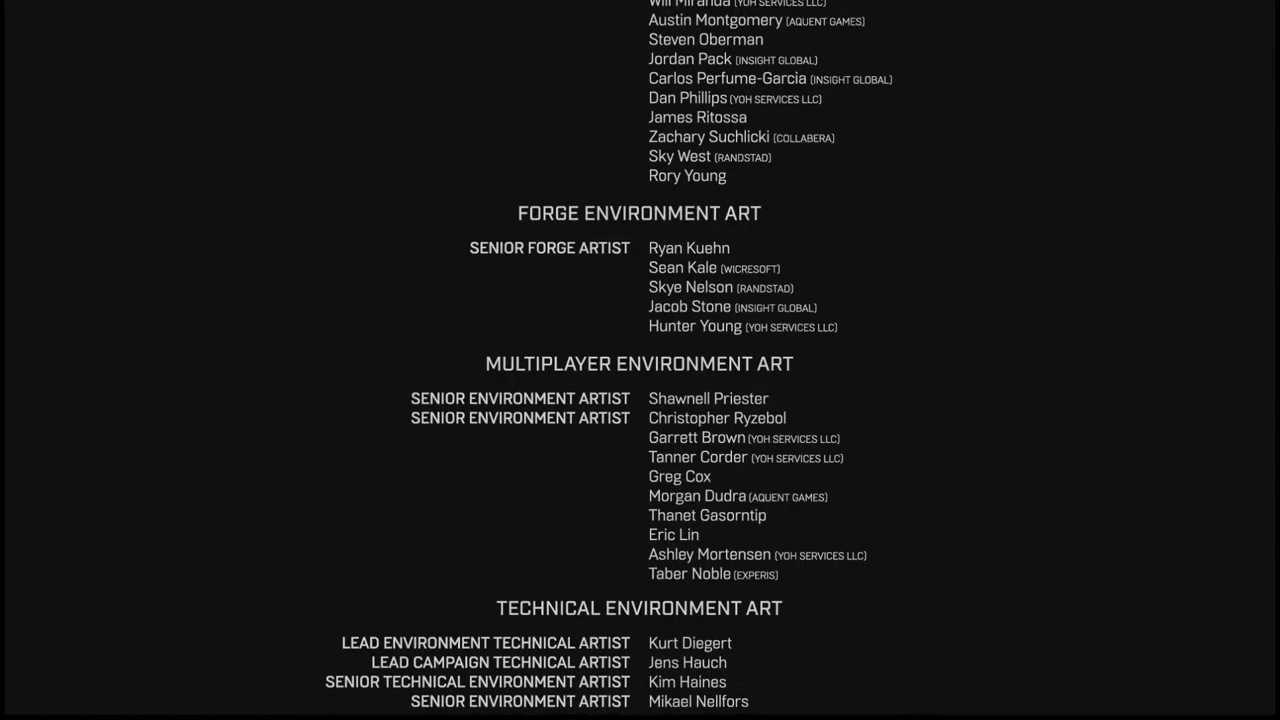 Will Miranda (YOH SERVICES LLC)
Austin Montgomery (AQUENT GAMES)
Steven Oberman
Jordan Pack (INSIGHT GLOBAL)
Carlos Perfume-Garcia (INSIGHT GLOBAL)
Dan Phillips (YOH SERVICES LLC)
James Ritossa
Zachary Suchlicki (COLLABERA)
Sky West (RANDSTAD)
Rory Young
FORGE ENVIRONMENT ART
SENIOR FORGE ARTIST Ryan Kuehn
Sean Kale (WICRESOFT)
Skye Nelson (RANDSTAD)
Jacob Stone (INSIGHT GLOBAL)
Hunter Young (YOH SERVICES LLC)
MULTIPLAYER ENVIRONMENT ART
SENIOR ENVIRONMENT ARTIST Shawnell Priester
SENIOR ENVIRONMENT ARTIST Christopher Ryzebol
Garrett Brown (YOH SERVICES LLC)
Tanner Corder (YOH SERVICES LLC)
Greg Cox
Morgan Dudra (AQUENT GAMES)
Thanet Gasorntip
Eric Lin
Ashley Mortensen (YOH SERVICES LLC)
Taber Noble (EXPERIS)
TECHNICAL ENVIRONMENT ART
LEAD ENVIRONMENT TECHNICAL ARTIST Kurt Diegert
LEAD CAMPAIGN TECHNICAL ARTIST Jens Hauch
SENIOR TECHNICAL ENVIRONMENT ARTIST Kim Haines
SENIOR ENVIRONMENT ARTIST Mikael Nellfors